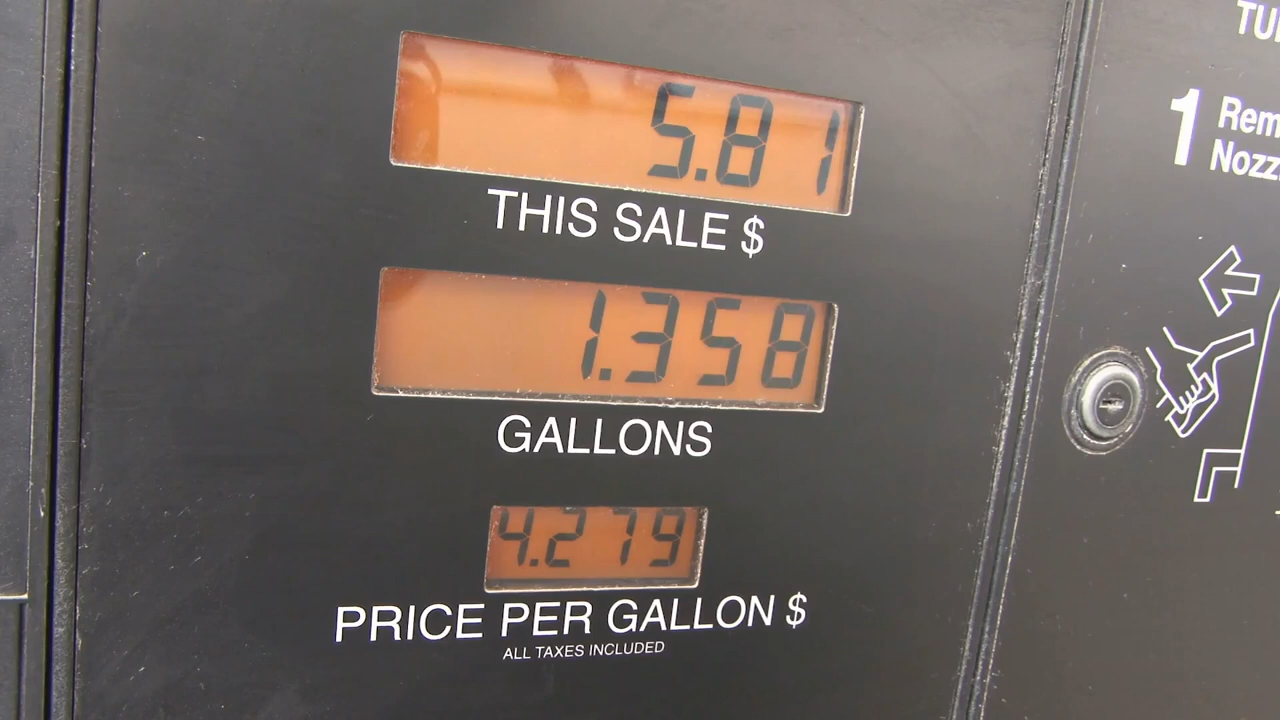 5.81
THIS SALE $
1.358
GALLONS
4.279
PRICE PER GALLON $
ALL TAXES INCLUDED
1